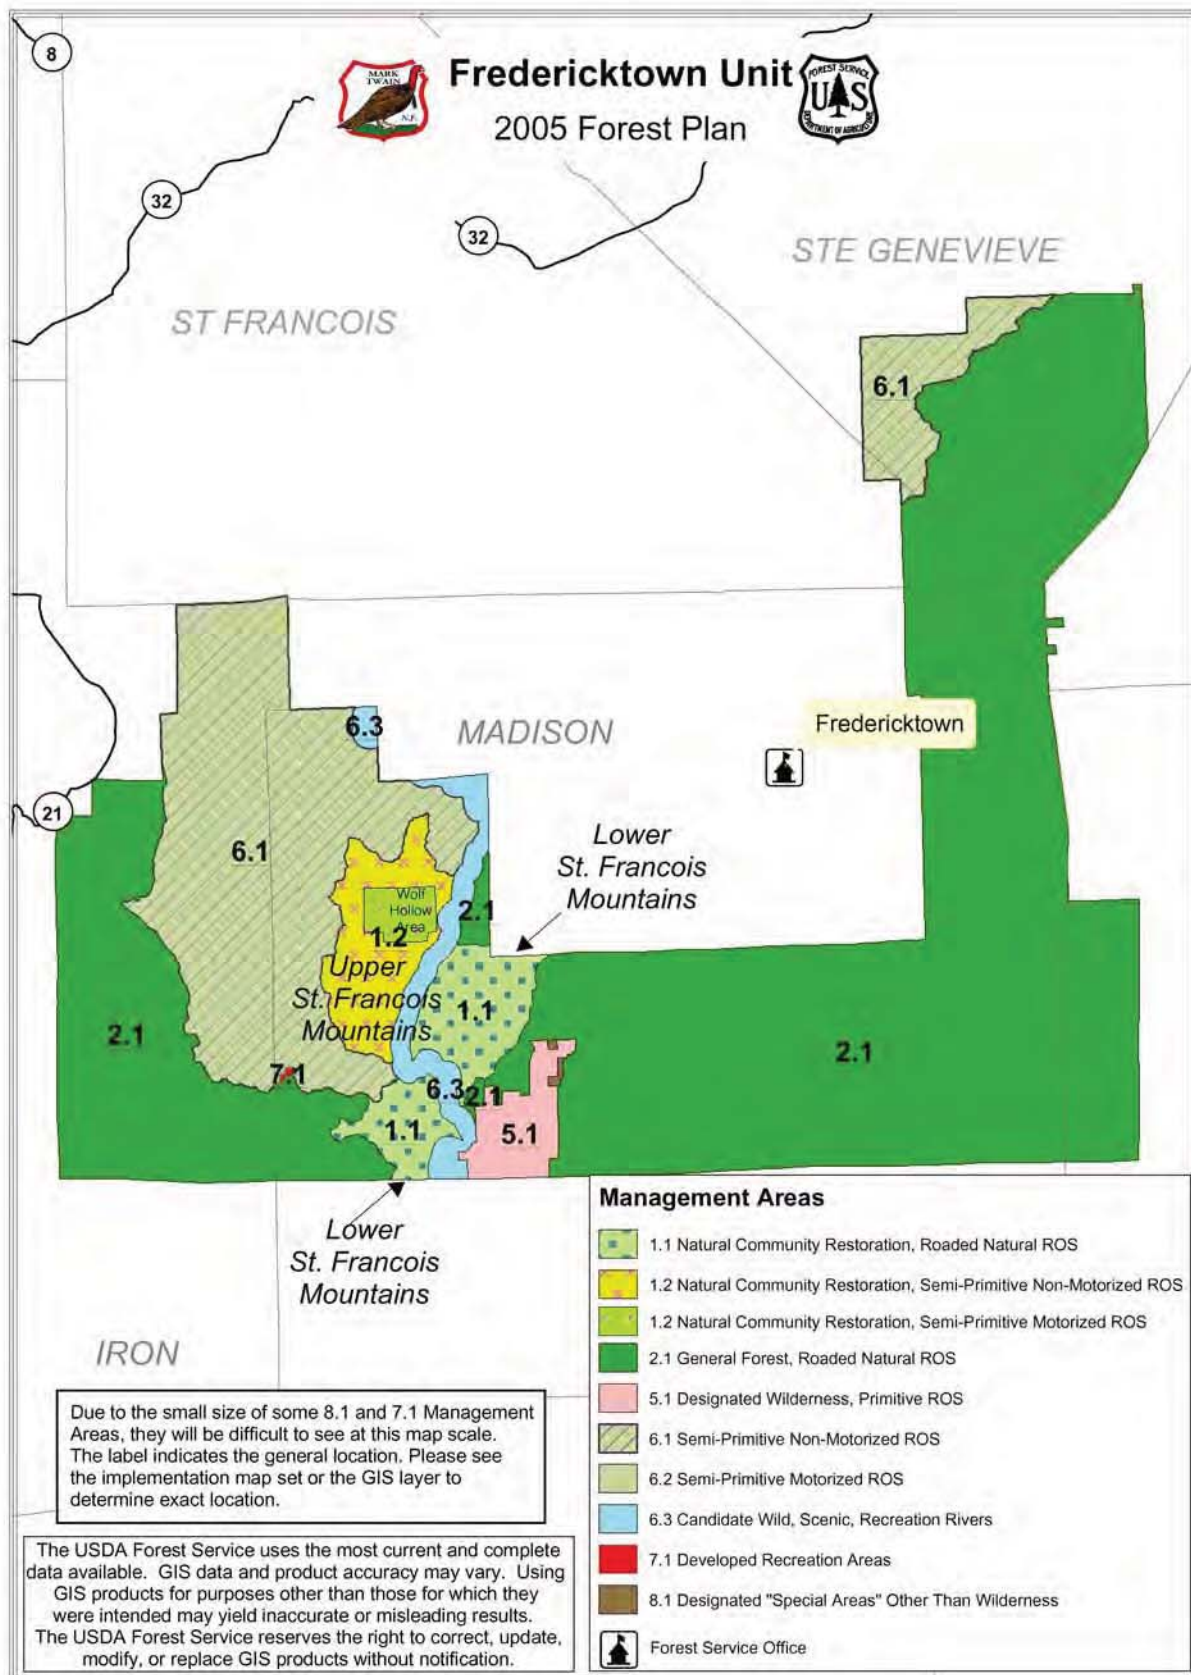 8
MARK
TWAIN
N.F.
Fredericktown Unit
2005 Forest Plan
FOREST SERVICE
U S
DEPARTMENT OF AGRICULTURE
32
32
STE GENEVIEVE
ST FRANCOIS
6.1
6.3
MADISON
Fredericktown
21
6.1
Lower
St. Francois
Mountains
Wolf
Hollow
Area
2.1
1.2
Upper
St. Francois
Mountains
1.1
2.1
2.1
7.1
6.3
2.1
1.1
5.1
Lower
St. Francois
Mountains
IRON
Management Areas
1.1 Natural Community Restoration, Roaded Natural ROS
1.2 Natural Community Restoration, Semi-Primitive Non-Motorized ROS
1.2 Natural Community Restoration, Semi-Primitive Motorized ROS
2.1 General Forest, Roaded Natural ROS
5.1 Designated Wilderness, Primitive ROS
6.1 Semi-Primitive Non-Motorized ROS
6.2 Semi-Primitive Motorized ROS
6.3 Candidate Wild, Scenic, Recreation Rivers
7.1 Developed Recreation Areas
8.1 Designated "Special Areas" Other Than Wilderness
Forest Service Office
Due to the small size of some 8.1 and 7.1 Management
Areas, they will be difficult to see at this map scale.
The label indicates the general location. Please see
the implementation map set or the GIS layer to
determine exact location.
The USDA Forest Service uses the most current and complete
data available. GIS data and product accuracy may vary. Using
GIS products for purposes other than those for which they
were intended may yield inaccurate or misleading results.
The USDA Forest Service reserves the right to correct, update,
modify, or replace GIS products without notification.